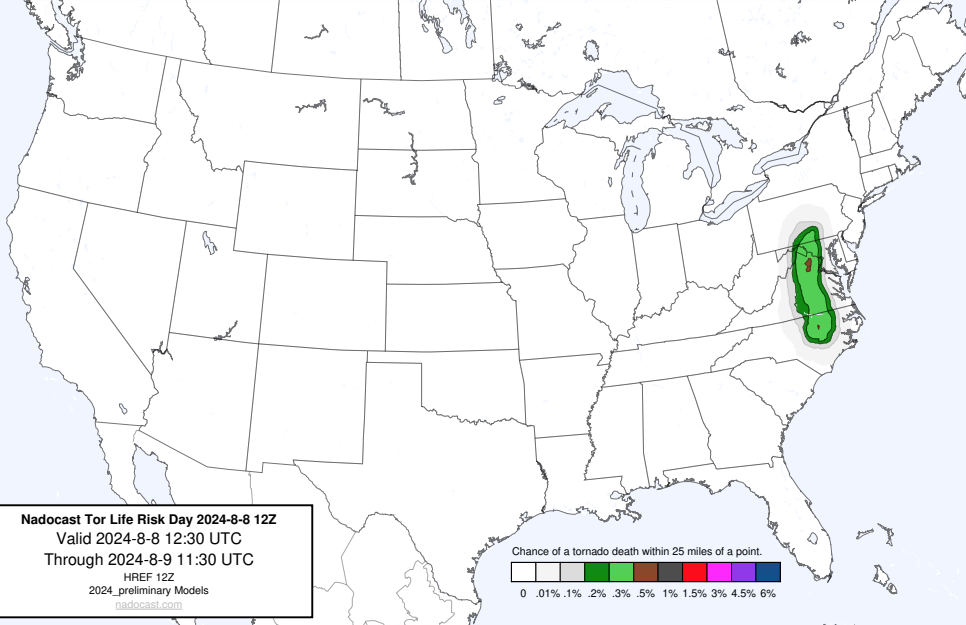 Nadocast Tor Life Risk Day 2024-8-8 12Z
Valid 2024-8-8 12:30 UTC
Through 2024-8-9 11:30 UTC
HREF 12Z
2024_preliminary Models
nadocast.com
Chance of a tornado death within 25 miles of a point.
0 .01% .1% .2% .3% .5% 1% 1.5% 3% 4.5% 6%